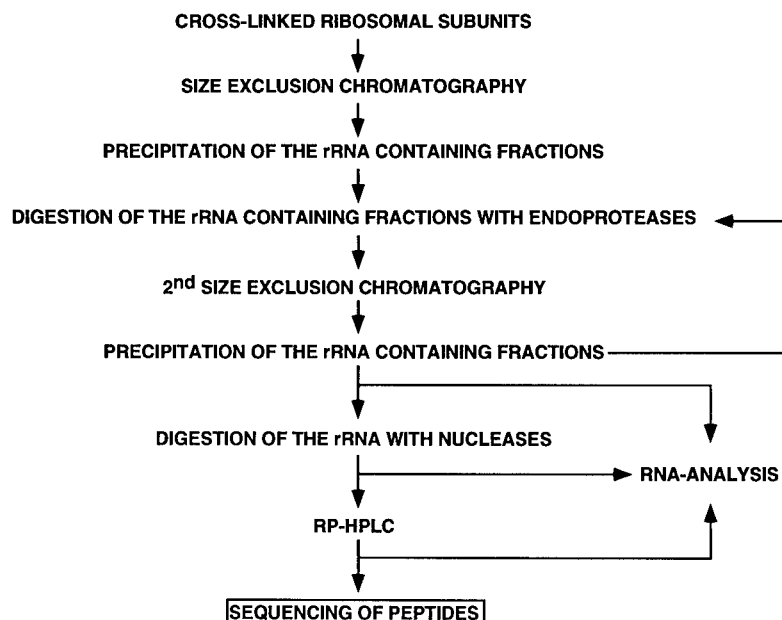 CROSS-LINKED RIBOSOMAL SUBUNITS
SIZE EXCLUSION CHROMATOGRAPHY
PRECIPITATION OF THE rRNA CONTAINING FRACTIONS
DIGESTION OF THE rRNA CONTAINING FRACTIONS WITH ENDOPROTEASES
2nd SIZE EXCLUSION CHROMATOGRAPHY
PRECIPITATION OF THE rRNA CONTAINING FRACTIONS
DIGESTION OF THE rRNA WITH NUCLEASES
RNA-ANALYSIS
RP-HPLC
SEQUENCING OF PEPTIDES